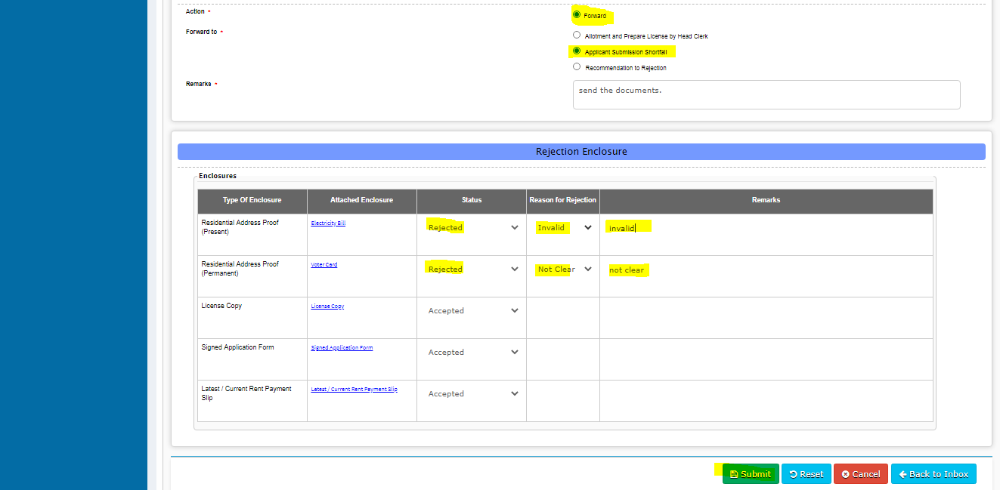 Action *
Forward
Forward to *
Allotment and Prepare License by Head Clerk
Applicant Submission Shortfall
Recommendation to Rejection
Remarks *
send the documents.
Rejection Enclosure
Enclosures
Type Of Enclosure Attached Enclosure Status Reason for Rejection Remarks
Residential Address Proof (Present) Electricity Bill Rejected Invalid invalid
Residential Address Proof (Permanent) Voter Card Rejected Not Clear not clear
License Copy License Copy Accepted
Signed Application Form Signed Application Form Accepted
Latest / Current Rent Payment Slip Latest / Current Rent Payment Slip Accepted
Submit Reset Cancel Back to Inbox